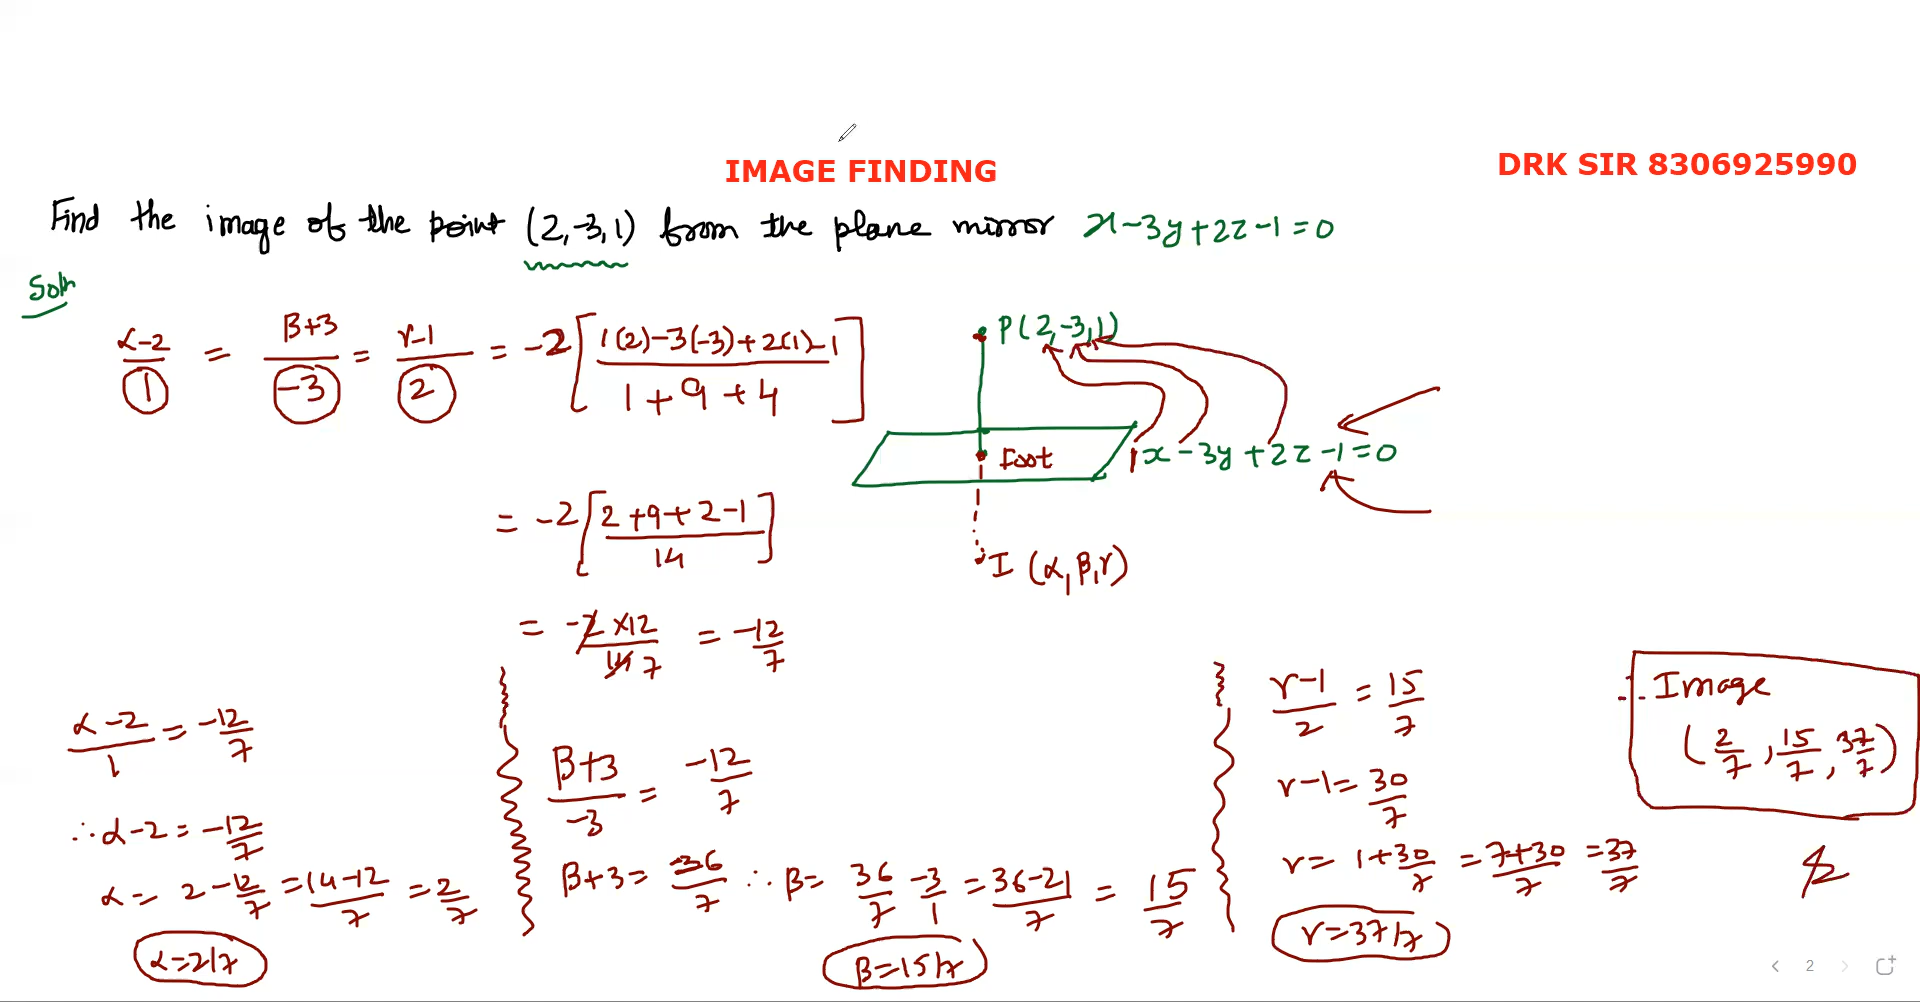 IMAGE FINDING
DRK SIR 8306925990
Find the image of the point (2,-3,1) from the plane mirror x-3y+2z-1=0
Soln
α-2/1 = β+3/-3 = γ-1/2 = -2[1(2)-3(-3)+2(1)-1/1+9+4]
P(2,-3,1)
Foot
1x-3y+2z-1=0
= -2[2+9+2-1/14]
I (α,β,γ)
= -2×12/14 7 = -12/7
α-2/1 = -12/7
∴ α-2 = -12/7
α = 2-12/7 = 14-12/7 = 2/7
α=2/7
β+3/-3 = -12/7
β+3 = 36/7 ∴ β = 36/7 -3/1 = 36-21/7 = 15/7
β=15/7
γ-1/2 = 15/7
γ-1 = 30/7
γ = 1+30/7 = 7+30/7 = 37/7
γ=37/7
∴ Image
(2/7, 15/7, 37/7)
2